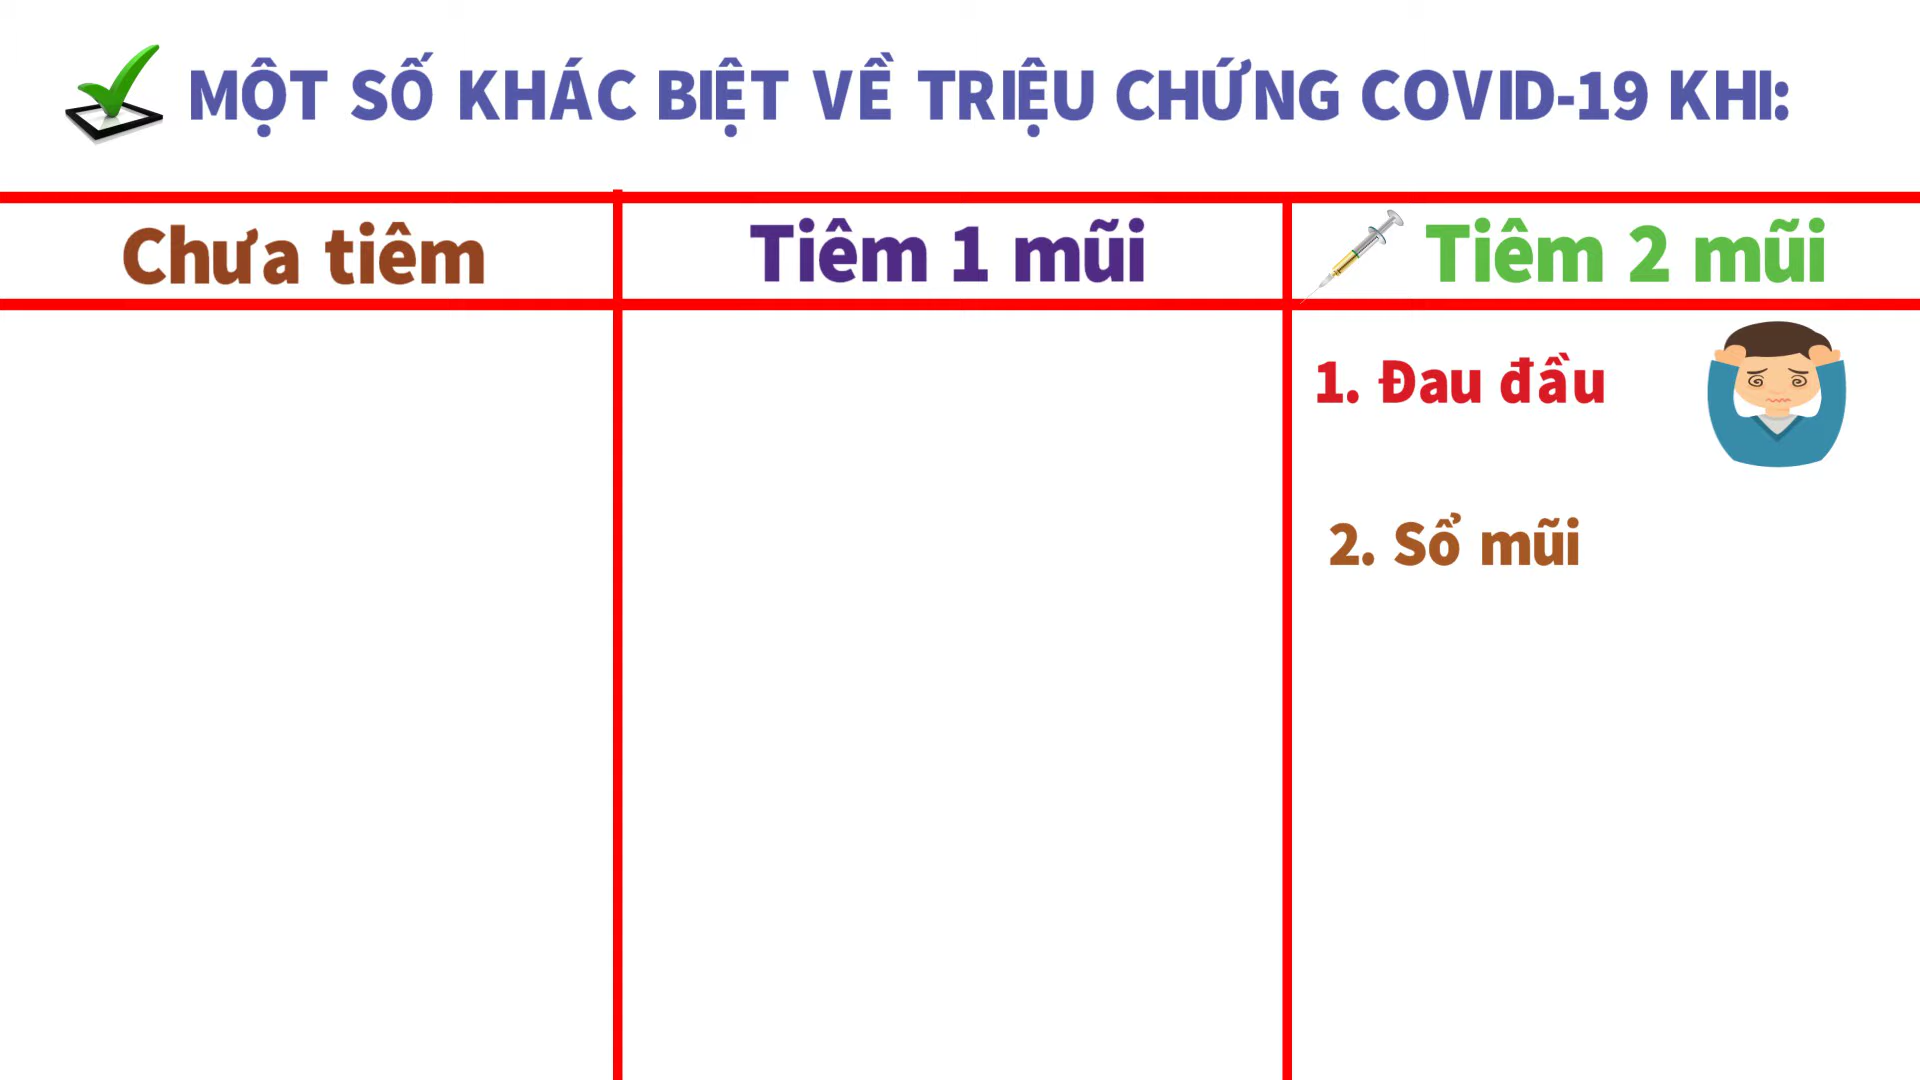 MỘT SỐ KHÁC BIỆT VỀ TRIỆU CHỨNG COVID-19 KHI:
Chưa tiêm
Tiêm 1 mũi
Tiêm 2 mũi
1. Đau đầu
2. Sổ mũi